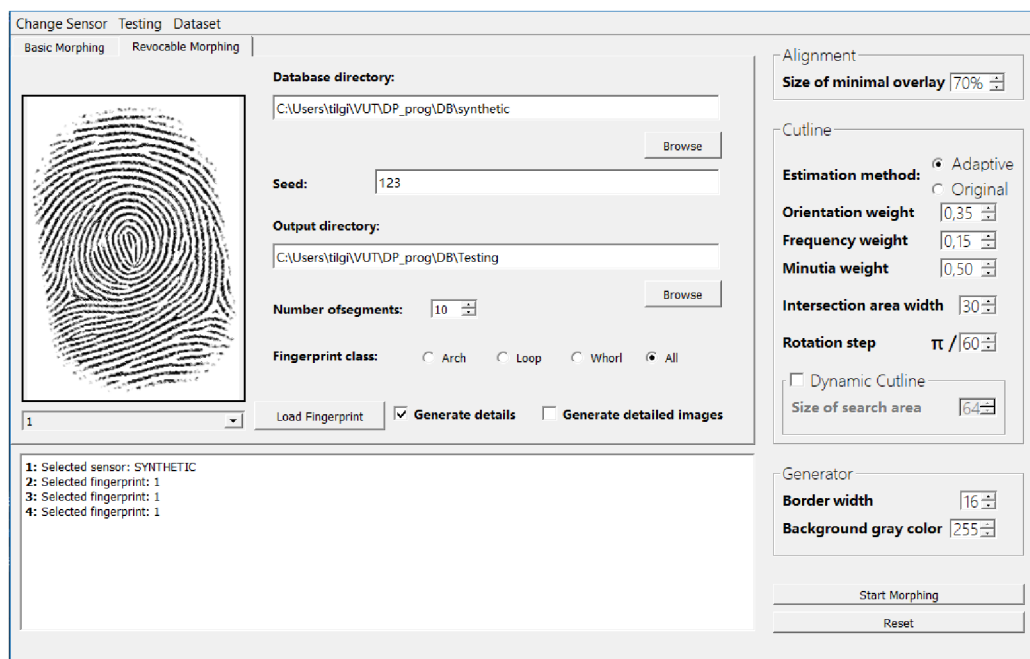 Change Sensor Testing Dataset
Basic Morphing Revocable Morphing
Database directory:
C:\Users\tilgi\VUT\DP_prog\DB\synthetic
Browse
Seed: 123
Output directory:
C:\Users\tilgi\VUT\DP_prog\DB\Testing
Browse
Number ofsegments: 10
Fingerprint class: Arch Loop Whorl All
1 Load Fingerprint Generate details Generate detailed images
1: Selected sensor: SYNTHETIC
2: Selected fingerprint: 1
3: Selected fingerprint: 1
4: Selected fingerprint: 1
Alignment
Size of minimal overlay 70%
Cutline
Estimation method: Adaptive
Original
Orientation weight 0,35
Frequency weight 0,15
Minutia weight 0,50
Intersection area width 30
Rotation step π / 60
Dynamic Cutline
Size of search area 64
Generator
Border width 16
Background gray color 255
Start Morphing
Reset